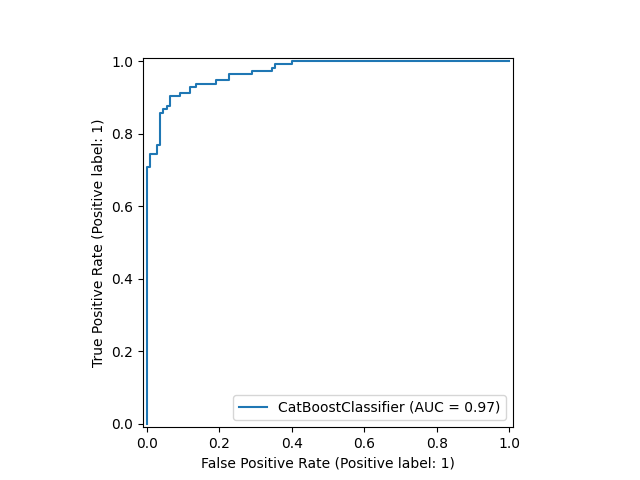 1.0
0.8
0.6
0.4
0.2
0.0
True Positive Rate (Positive label: 1)
CatBoostClassifier (AUC = 0.97)
0.0 0.2 0.4 0.6 0.8 1.0
False Positive Rate (Positive label: 1)